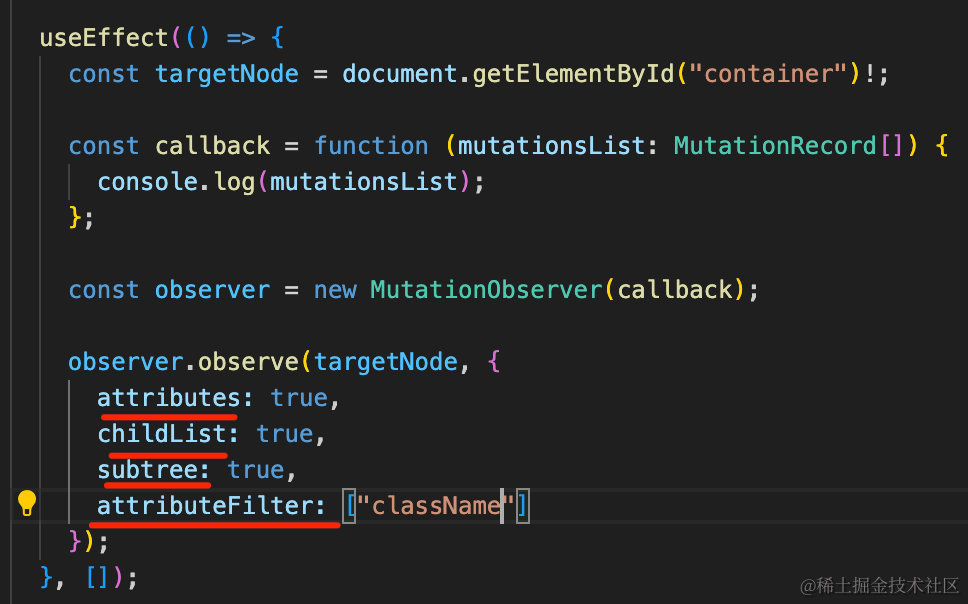 useEffect(() => {
const targetNode = document.getElementById("container")!;
const callback = function (mutationsList: MutationRecord[]) {
console.log(mutationsList);
};
const observer = new MutationObserver(callback);
observer.observe(targetNode, {
attributes: true,
childList: true,
subtree: true,
attributeFilter: ["className"]
});
}, []);
@稀土掘金技术社区